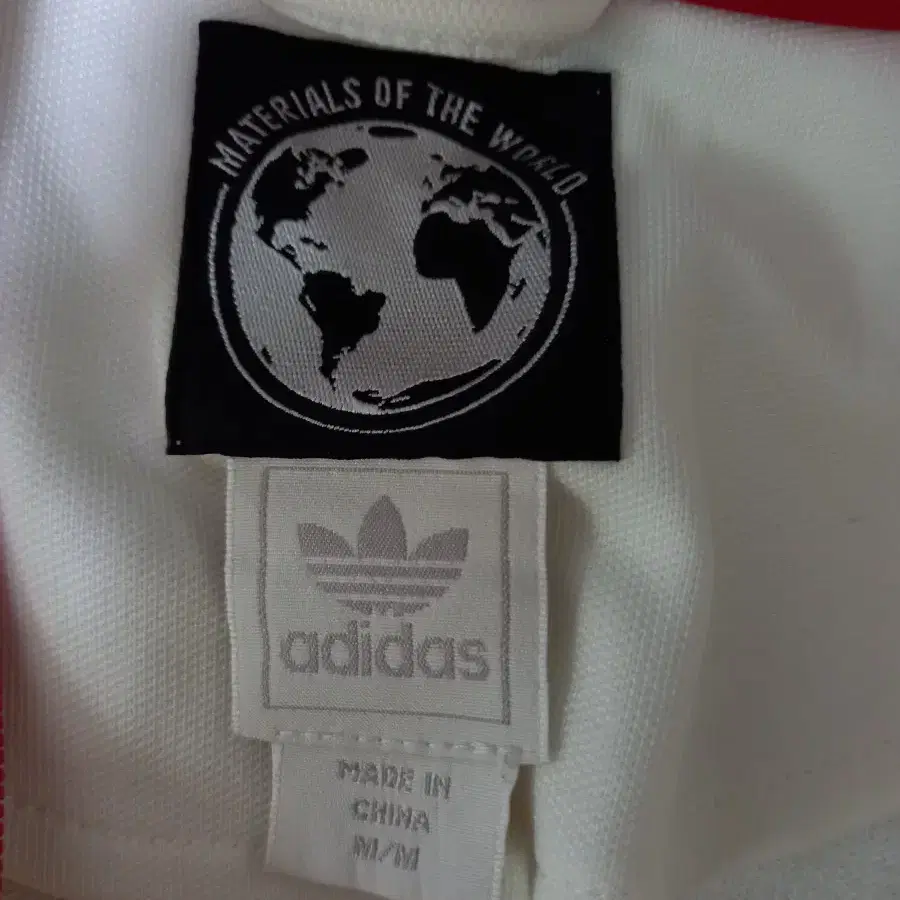 MATERIALS OF THE WORLD
adidas
MADE IN
CHINA
M/M